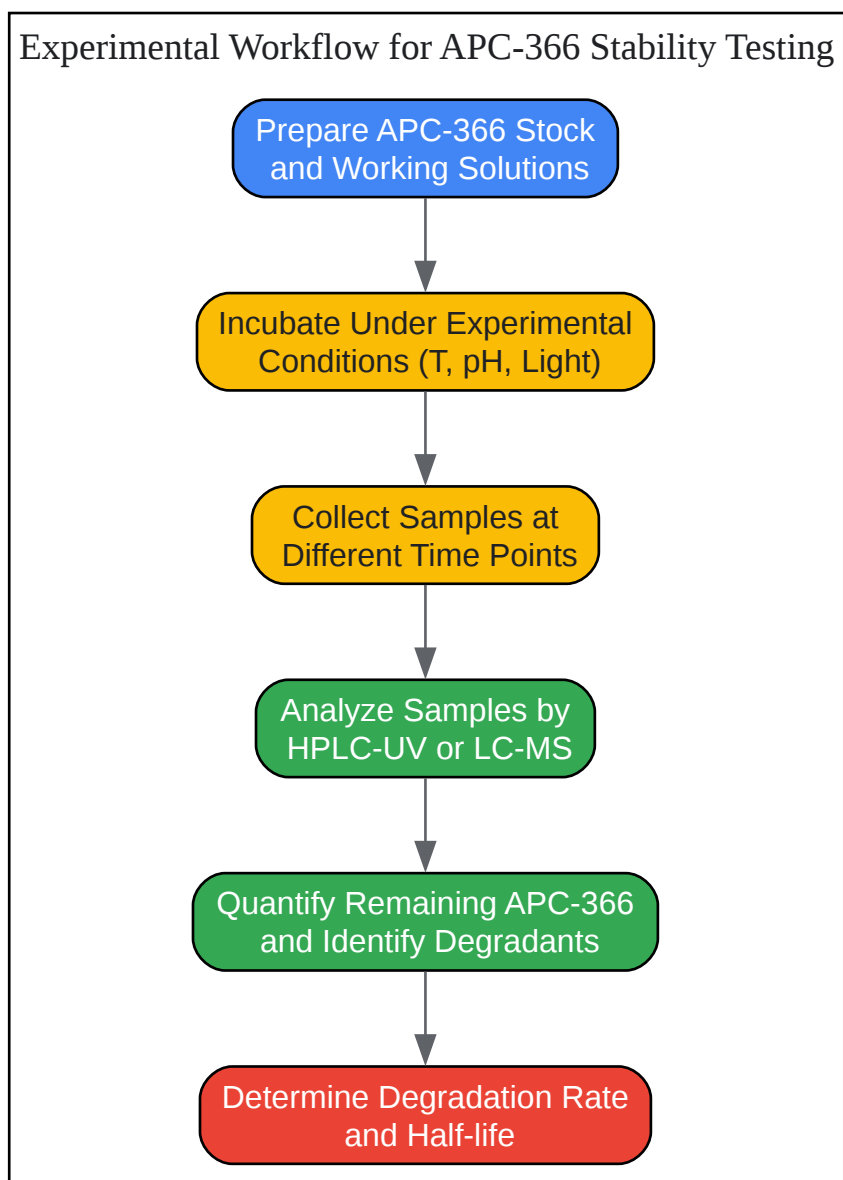 Experimental Workflow for APC-366 Stability Testing
Prepare APC-366 Stock
and Working Solutions
Incubate Under Experimental
Conditions (T, pH, Light)
Collect Samples at
Different Time Points
Analyze Samples by
HPLC-UV or LC-MS
Quantify Remaining APC-366
and Identify Degradants
Determine Degradation Rate
and Half-life